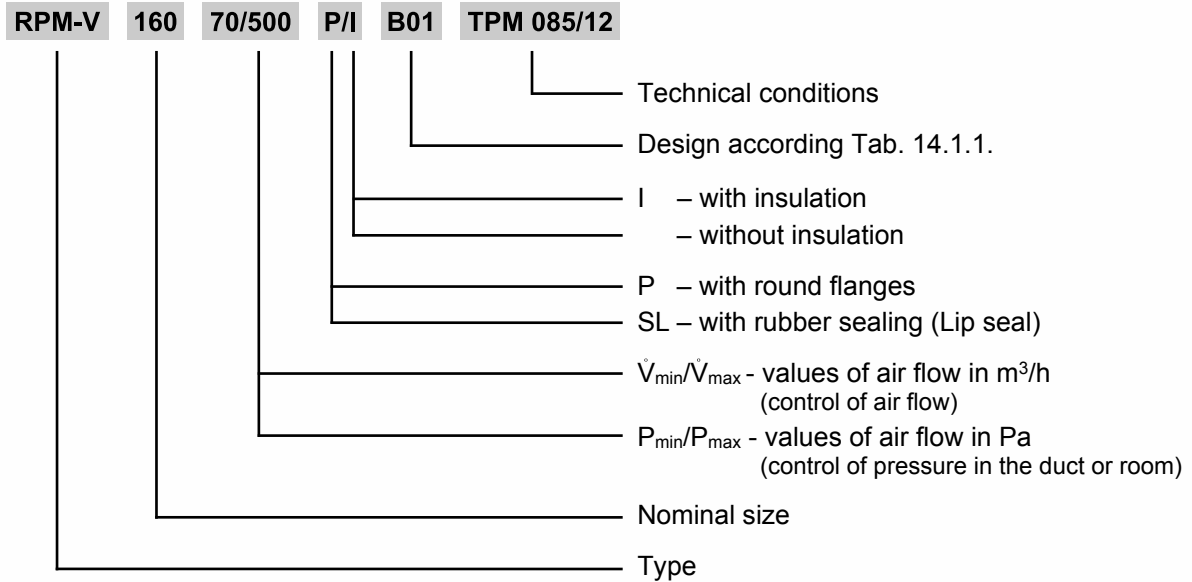 RPM-V 160 70/500 P/I B01 TPM 085/12
Technical conditions
Design according Tab. 14.1.1.
I – with insulation
– without insulation
P – with round flanges
SL – with rubber sealing (Lip seal)
V̊min/V̊max - values of air flow in m³/h
(control of air flow)
Pmin/Pmax - values of air flow in Pa
(control of pressure in the duct or room)
Nominal size
Type